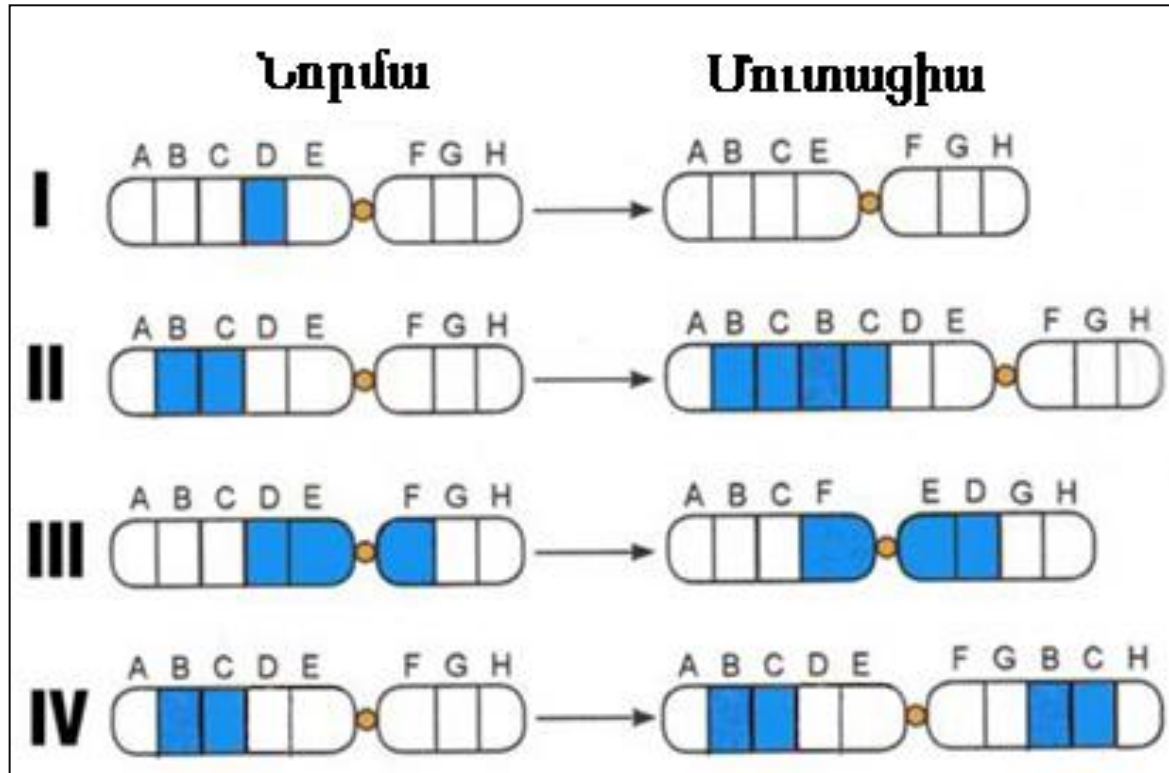 Նորմա Մուտացիա
A B C D E F G H A B C E F G H
I
A B C D E F G H A B C B C D E F G H
II
A B C D E F G H A B C F E D G H
III
A B C D E F G H A B C D E F G B C H
IV